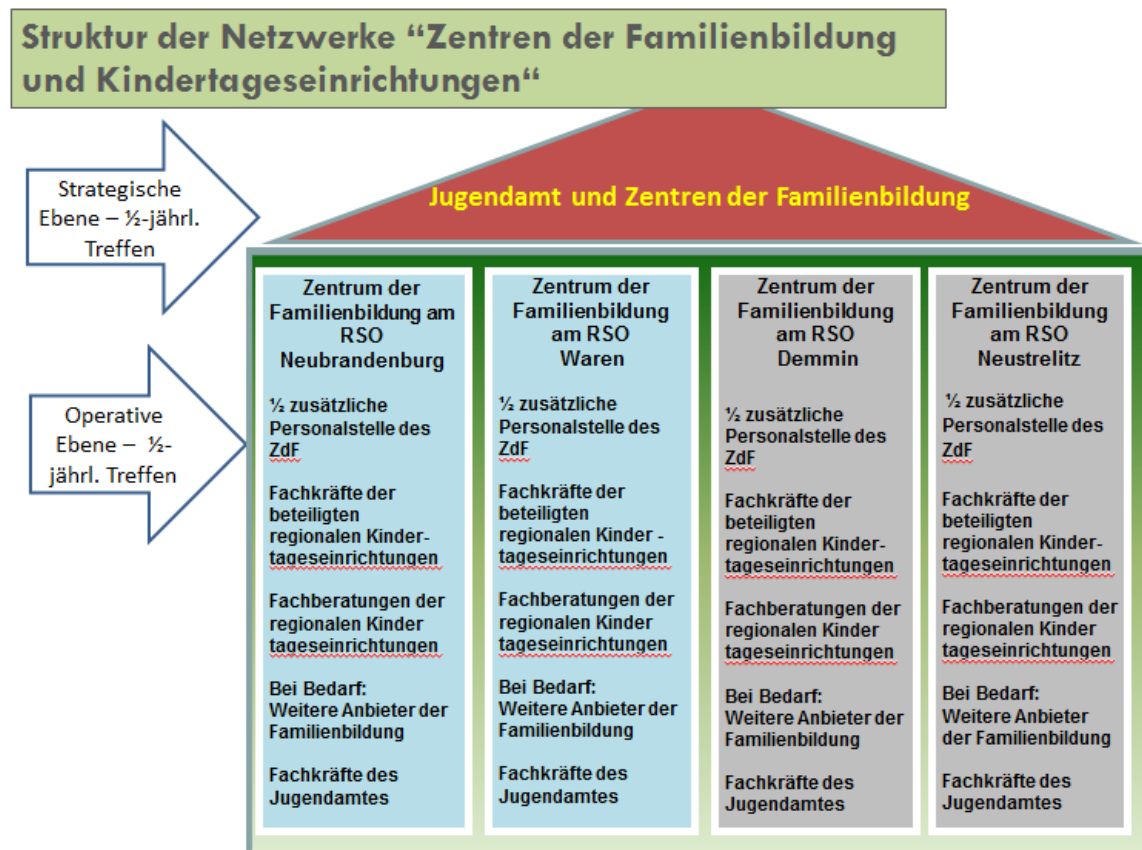 Struktur der Netzwerke “Zentren der Familienbildung
und Kindertageseinrichtungen“
Strategische
Ebene – ½-jährl.
Treffen
Jugendamt und Zentren der Familienbildung
Operative
Ebene – ½-
jährl. Treffen
Zentrum der
Familienbildung am
RSO
Neubrandenburg
½ zusätzliche
Personalstelle des
ZdF
Fachkräfte der
beteiligten
regionalen Kinder-
tageseinrichtungen
Fachberatungen der
regionalen Kinder
tageseinrichtungen
Bei Bedarf:
Weitere Anbieter der
Familienbildung
Fachkräfte des
Jugendamtes
Zentrum der
Familienbildung
am RSO
Waren
½ zusätzliche
Personalstelle des
ZdF
Fachkräfte der
beteiligten
regionalen Kinder -
tageseinrichtungen
Fachberatungen der
regionalen Kinder
tageseinrichtungen
Bei Bedarf:
Weitere Anbieter der
Familienbildung
Fachkräfte des
Jugendamtes
Zentrum der
Familienbildung
am RSO
Demmin
½ zusätzliche
Personalstelle des
ZdF
Fachkräfte der
beteiligten
regionalen Kinder-
tageseinrichtungen
Fachberatungen der
regionalen Kinder
tageseinrichtungen
Bei Bedarf:
Weitere Anbieter der
Familienbildung
Fachkräfte des
Jugendamtes
Zentrum der
Familienbildung
am RSO
Neustrelitz
½ zusätzliche
Personalstelle des
ZdF
Fachkräfte der
beteiligten
regionalen Kinder-
tageseinrichtungen
Fachberatungen der
regionalen Kinder
tageseinrichtungen
Bei Bedarf:
Weitere Anbieter
der Familienbildung
Fachkräfte des
Jugendamtes